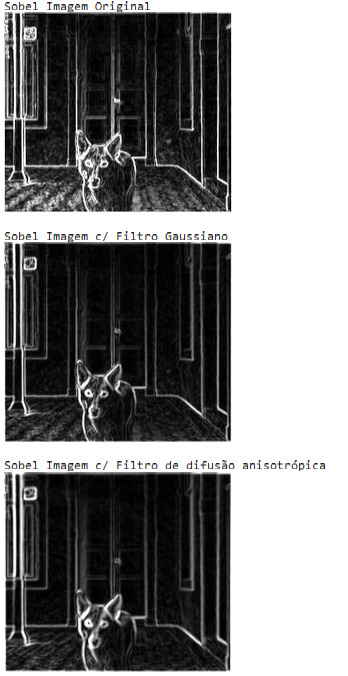 Sobel Imagem Original
Sobel Imagem c/ Filtro Gaussiano
Sobel Imagem c/ Filtro de difusão anisotrópica